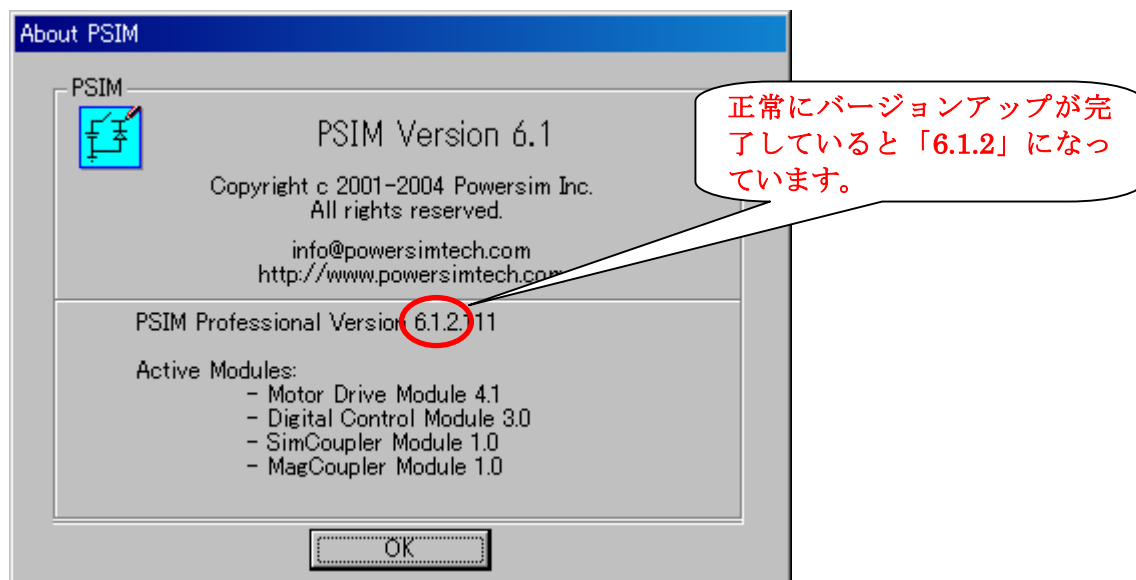 About PSIM
PSIM
PSIM Version 6.1
Copyright c 2001-2004 Powersim Inc.
All rights reserved.
info@powersimtech.com
http://www.powersimtech.com
正常にバージョンアップが完
了していると「6.1.2」になっ
ています。
PSIM Professional Version 6.1.2.111
Active Modules:
- Motor Drive Module 4.1
- Digital Control Module 3.0
- SimCoupler Module 1.0
- MagCoupler Module 1.0
OK